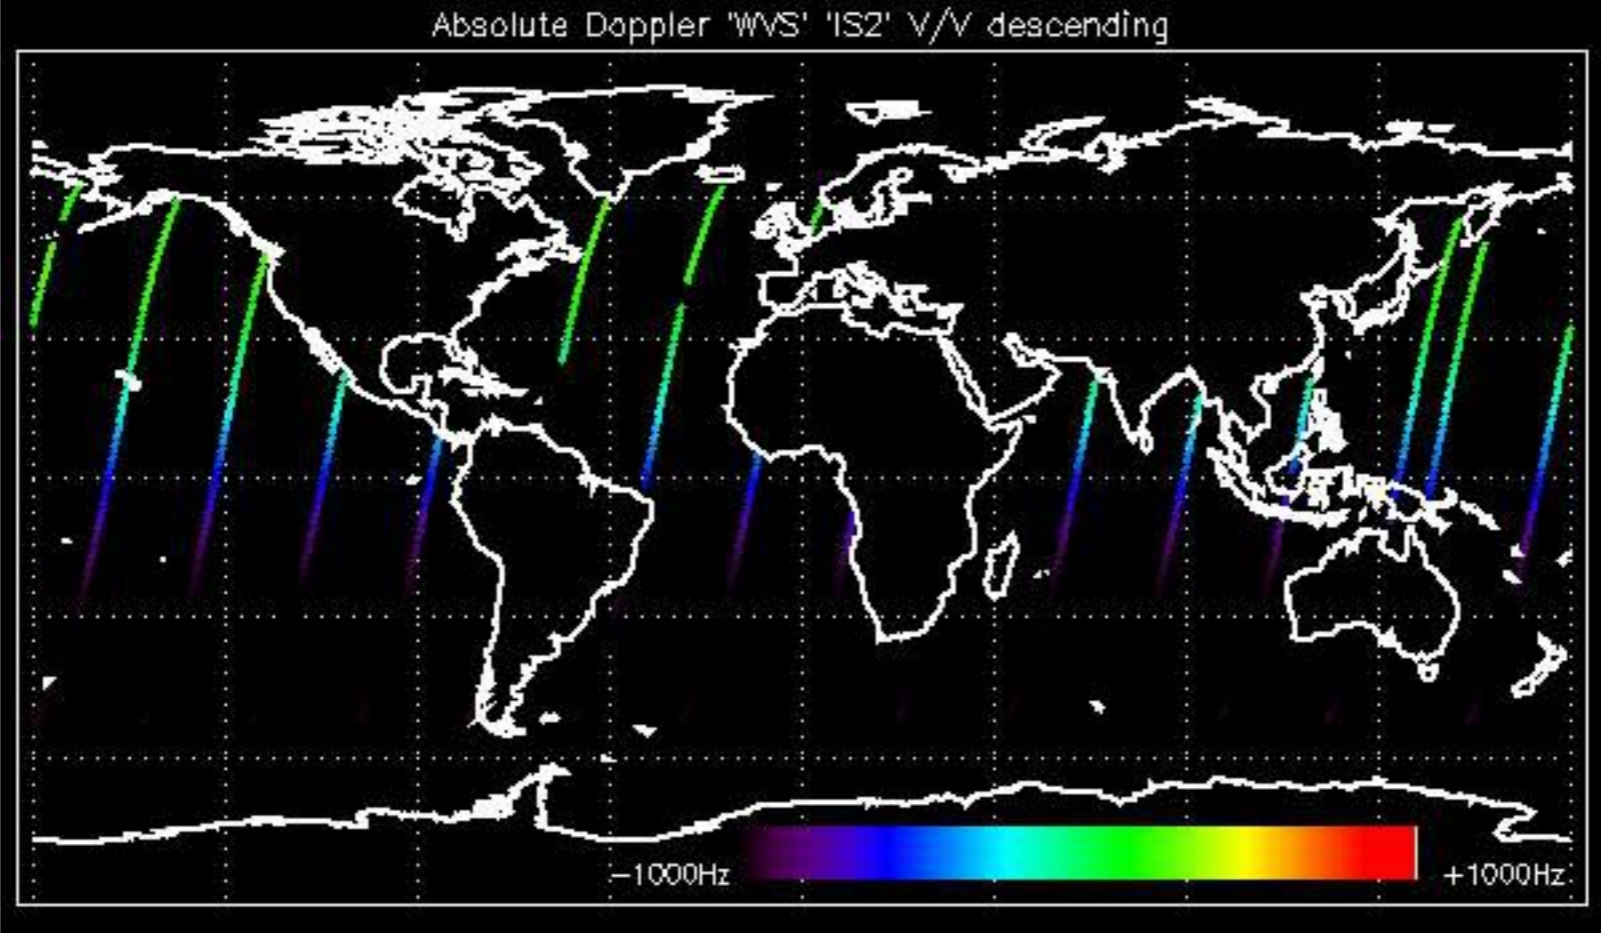 Absolute Doppler 'WVS' 'IS2' V/V descending
−1000Hz
+1000Hz